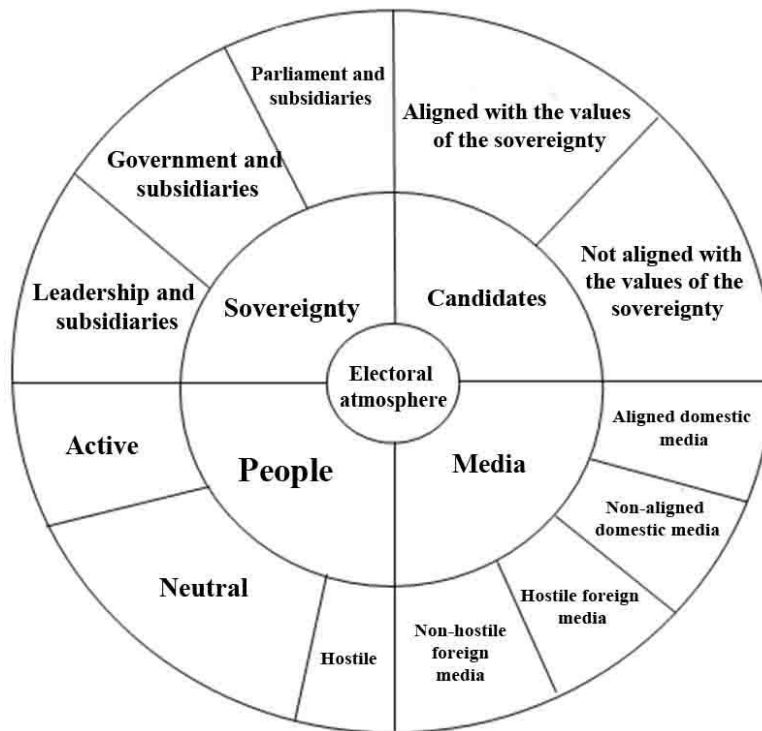 Parliament and
subsidiaries
Aligned with the values
of the sovereignty
Government and
subsidiaries
Not aligned with
the values of the
sovereignty
Leadership and
subsidiaries
Sovereignty
Candidates
Electoral
atmosphere
Active
People
Media
Aligned domestic
media
Non-aligned
domestic media
Neutral
Hostile
Non-hostile
foreign
media
Hostile foreign
media